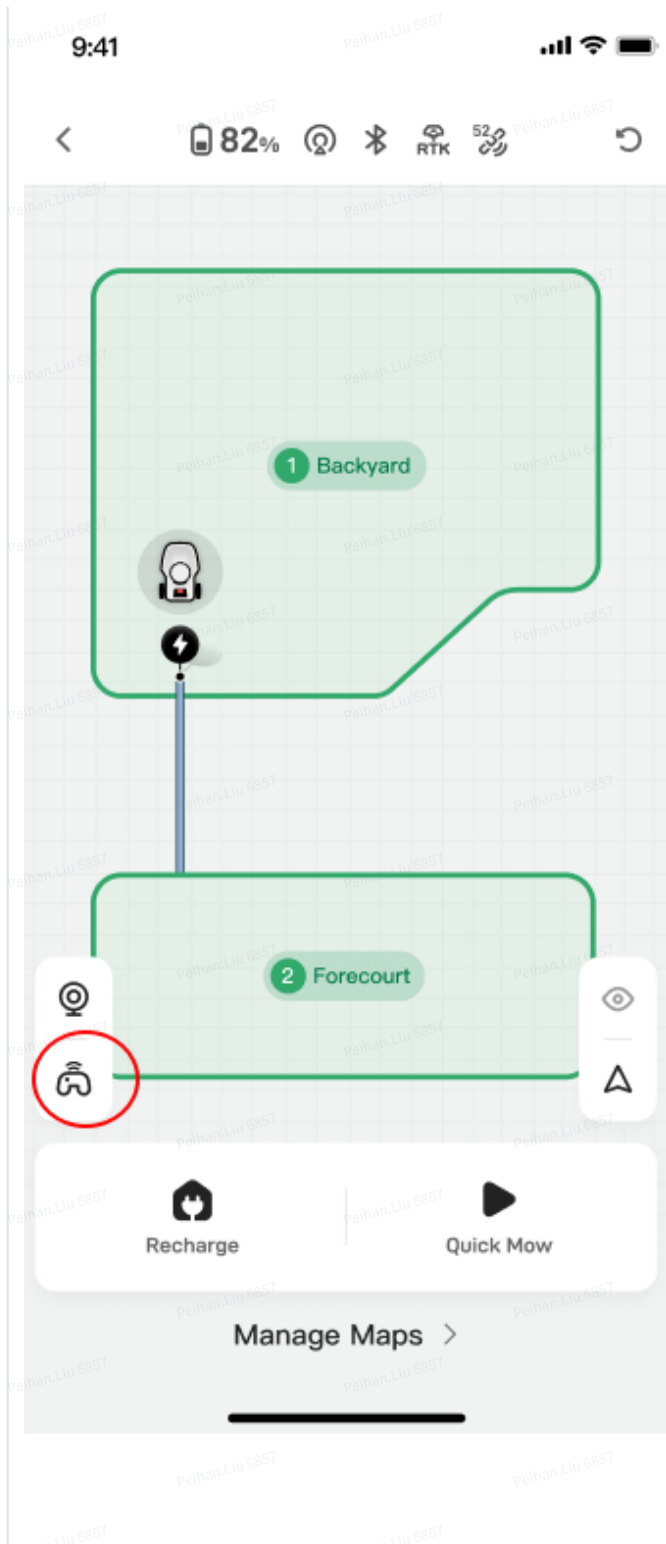 9:41
82%
RTK
52
1 Backyard
2 Forecourt
Recharge
Quick Mow
Manage Maps
Peihan.Liu 6857